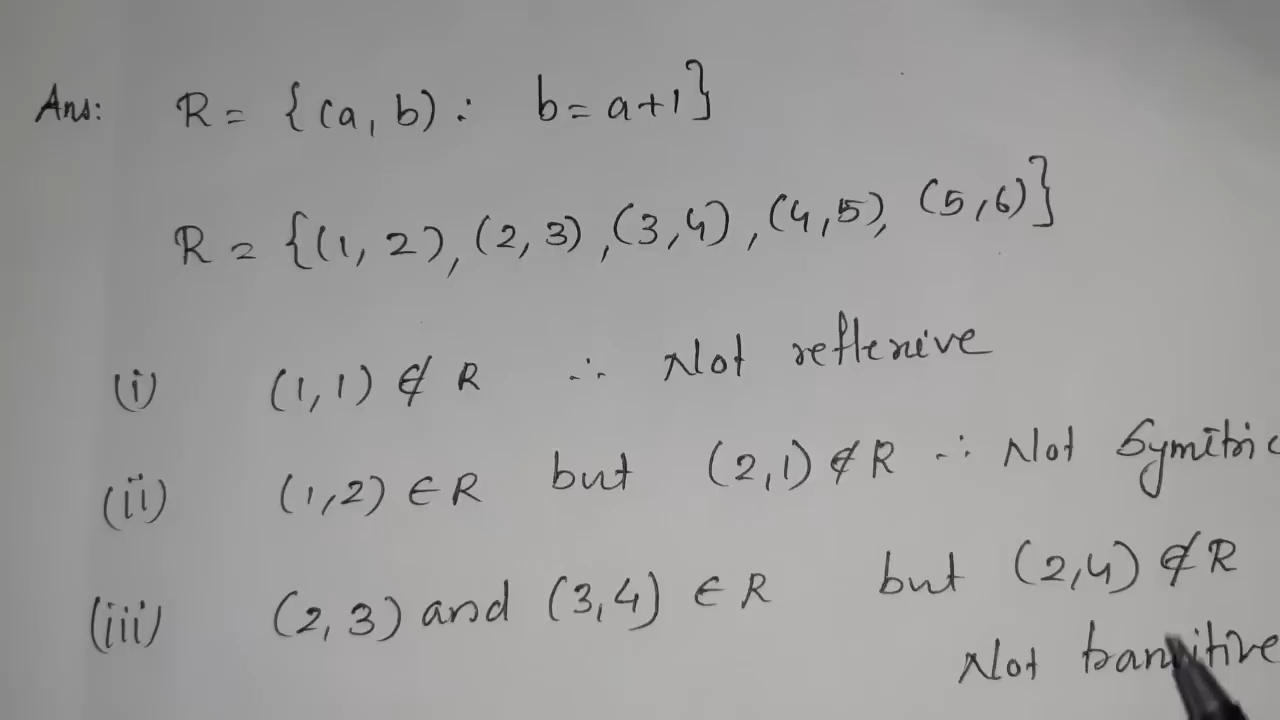 Ans: R = {(a, b) : b = a+1}
R = {(1, 2), (2, 3), (3, 4), (4, 5), (5, 6)}
(i) (1, 1) ∉ R ∴ Not reflexive
(ii) (1, 2) ∈ R but (2, 1) ∉ R ∴ Not Symitric
(iii) (2, 3) and (3, 4) ∈ R but (2, 4) ∉ R
Not transitive